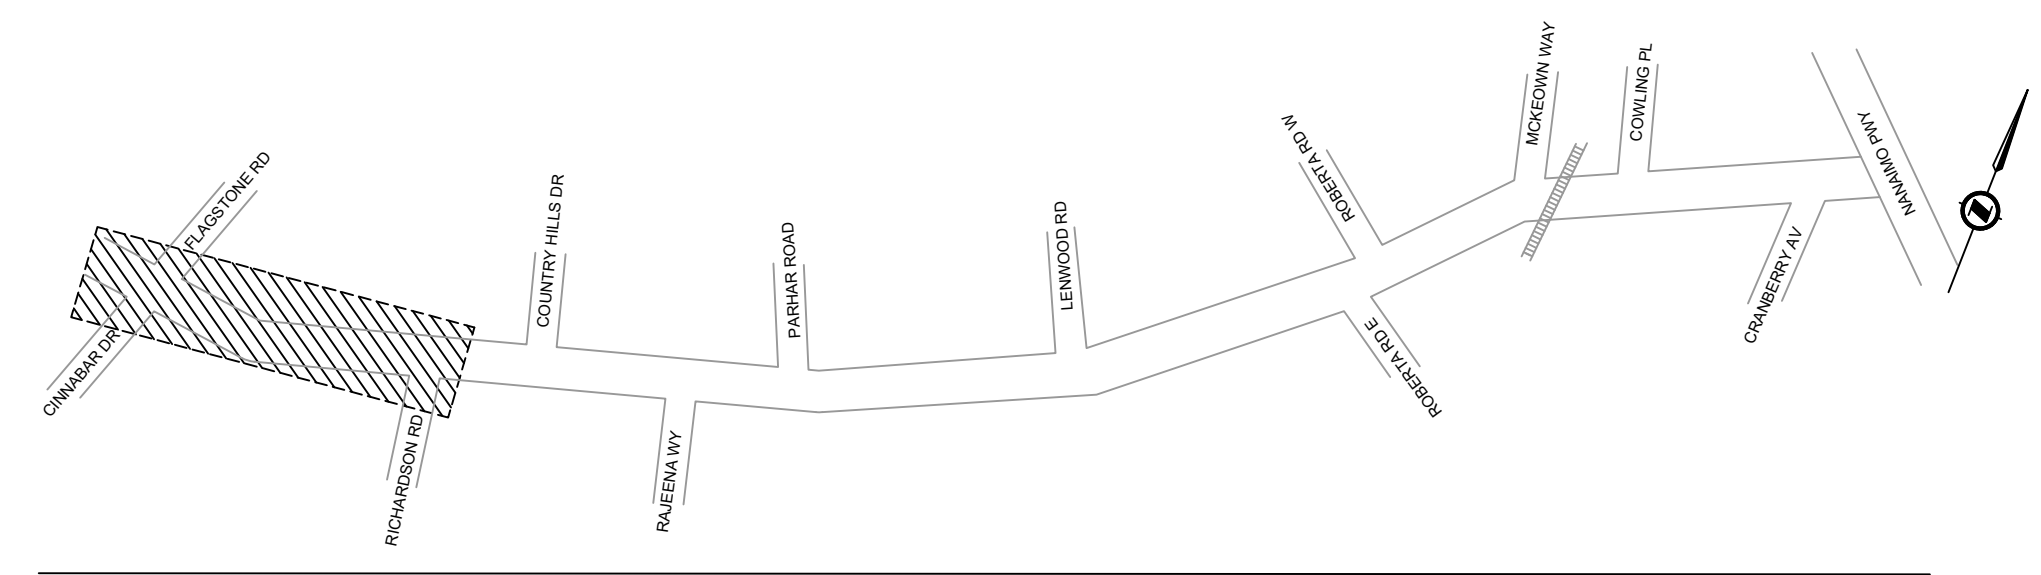 FLAGSTONE RD
CINNABAR DR
RICHARDSON RD
COUNTRY HILLS DR
RAJEENA WY
PARHAR ROAD
LENWOOD RD
ROBERTA RD W
ROBERTA RD E
MCKEOWN WAY
COWLING PL
CRANBERRY AV
NANAIMO PWY